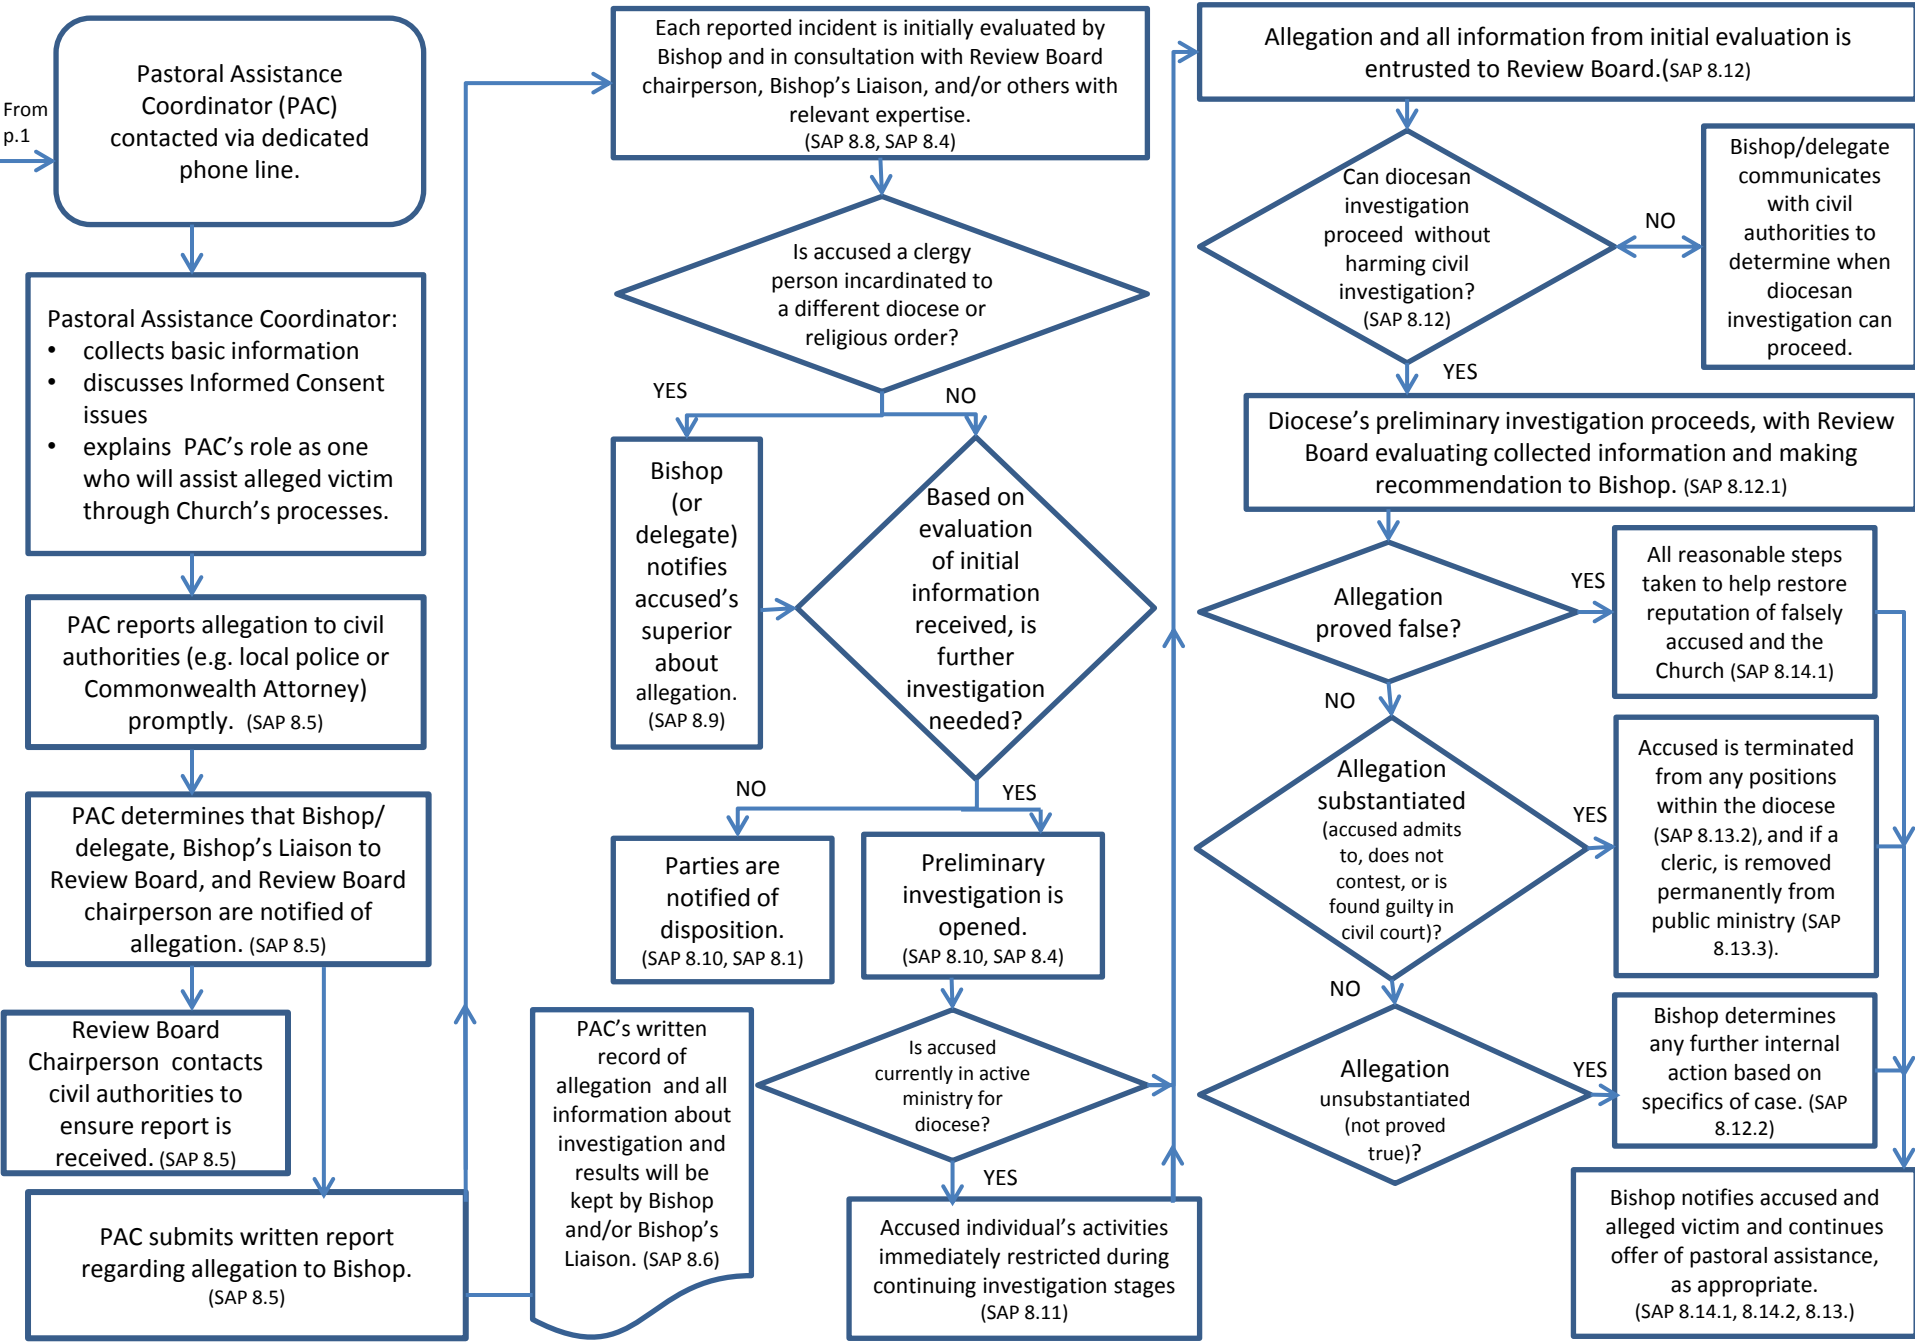 From
p.1
Pastoral Assistance
Coordinator (PAC)
contacted via dedicated
phone line.
Pastoral Assistance Coordinator:
• collects basic information
• discusses Informed Consent
issues
• explains PAC’s role as one
who will assist alleged victim
through Church’s processes.
PAC reports allegation to civil
authorities (e.g. local police or
Commonwealth Attorney)
promptly. (SAP 8.5)
PAC determines that Bishop/
delegate, Bishop’s Liaison to
Review Board, and Review Board
chairperson are notified of
allegation. (SAP 8.5)
Review Board
Chairperson contacts
civil authorities to
ensure report is
received. (SAP 8.5)
PAC submits written report
regarding allegation to Bishop.
(SAP 8.5)
PAC’s written
record of
allegation and all
information about
investigation and
results will be
kept by Bishop
and/or Bishop’s
Liaison. (SAP 8.6)
Each reported incident is initially evaluated by
Bishop and in consultation with Review Board
chairperson, Bishop’s Liaison, and/or others with
relevant expertise.
(SAP 8.8, SAP 8.4)
Is accused a clergy
person incardinated to
a different diocese or
religious order?
YES
NO
Bishop
(or
delegate)
notifies
accused’s
superior
about
allegation.
(SAP 8.9)
Based on
evaluation
of initial
information
received, is
further
investigation
needed?
NO
YES
Parties are
notified of
disposition.
(SAP 8.10, SAP 8.1)
Preliminary
investigation is
opened.
(SAP 8.10, SAP 8.4)
Is accused
currently in active
ministry for
diocese?
YES
Accused individual’s activities
immediately restricted during
continuing investigation stages
(SAP 8.11)
Allegation and all information from initial evaluation is
entrusted to Review Board.(SAP 8.12)
Can diocesan
investigation
proceed without
harming civil
investigation?
(SAP 8.12)
NO
Bishop/delegate
communicates
with civil
authorities to
determine when
diocesan
investigation can
proceed.
YES
Diocese’s preliminary investigation proceeds, with Review
Board evaluating collected information and making
recommendation to Bishop. (SAP 8.12.1)
Allegation
proved false?
YES
All reasonable steps
taken to help restore
reputation of falsely
accused and the
Church (SAP 8.14.1)
NO
Allegation
substantiated
(accused admits
to, does not
contest, or is
found guilty in
civil court)?
YES
Accused is terminated
from any positions
within the diocese
(SAP 8.13.2), and if a
cleric, is removed
permanently from
public ministry (SAP
8.13.3).
NO
Allegation
unsubstantiated
(not proved
true)?
YES
Bishop determines
any further internal
action based on
specifics of case. (SAP
8.12.2)
Bishop notifies accused and
alleged victim and continues
offer of pastoral assistance,
as appropriate.
(SAP 8.14.1, 8.14.2, 8.13.)